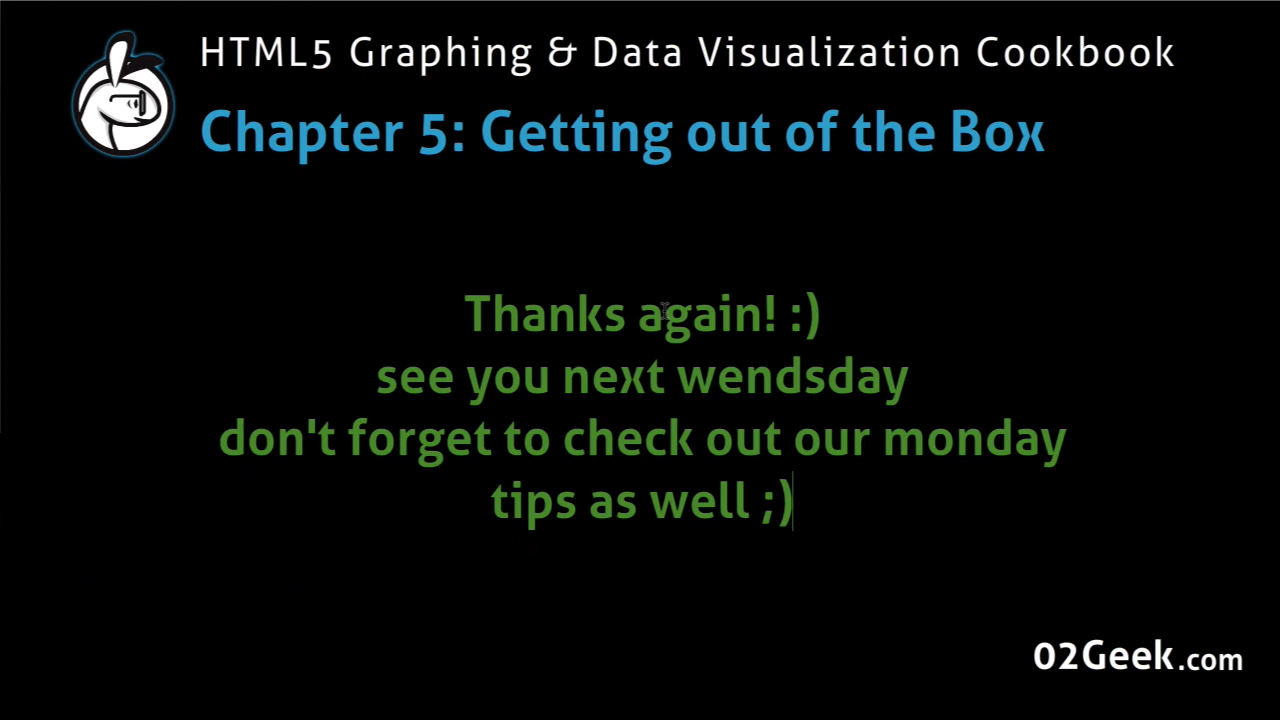 HTML5 Graphing & Data Visualization Cookbook
Chapter 5: Getting out of the Box
Thanks again! :)
see you next wendsday
don't forget to check out our monday
tips as well ;)
02Geek.com